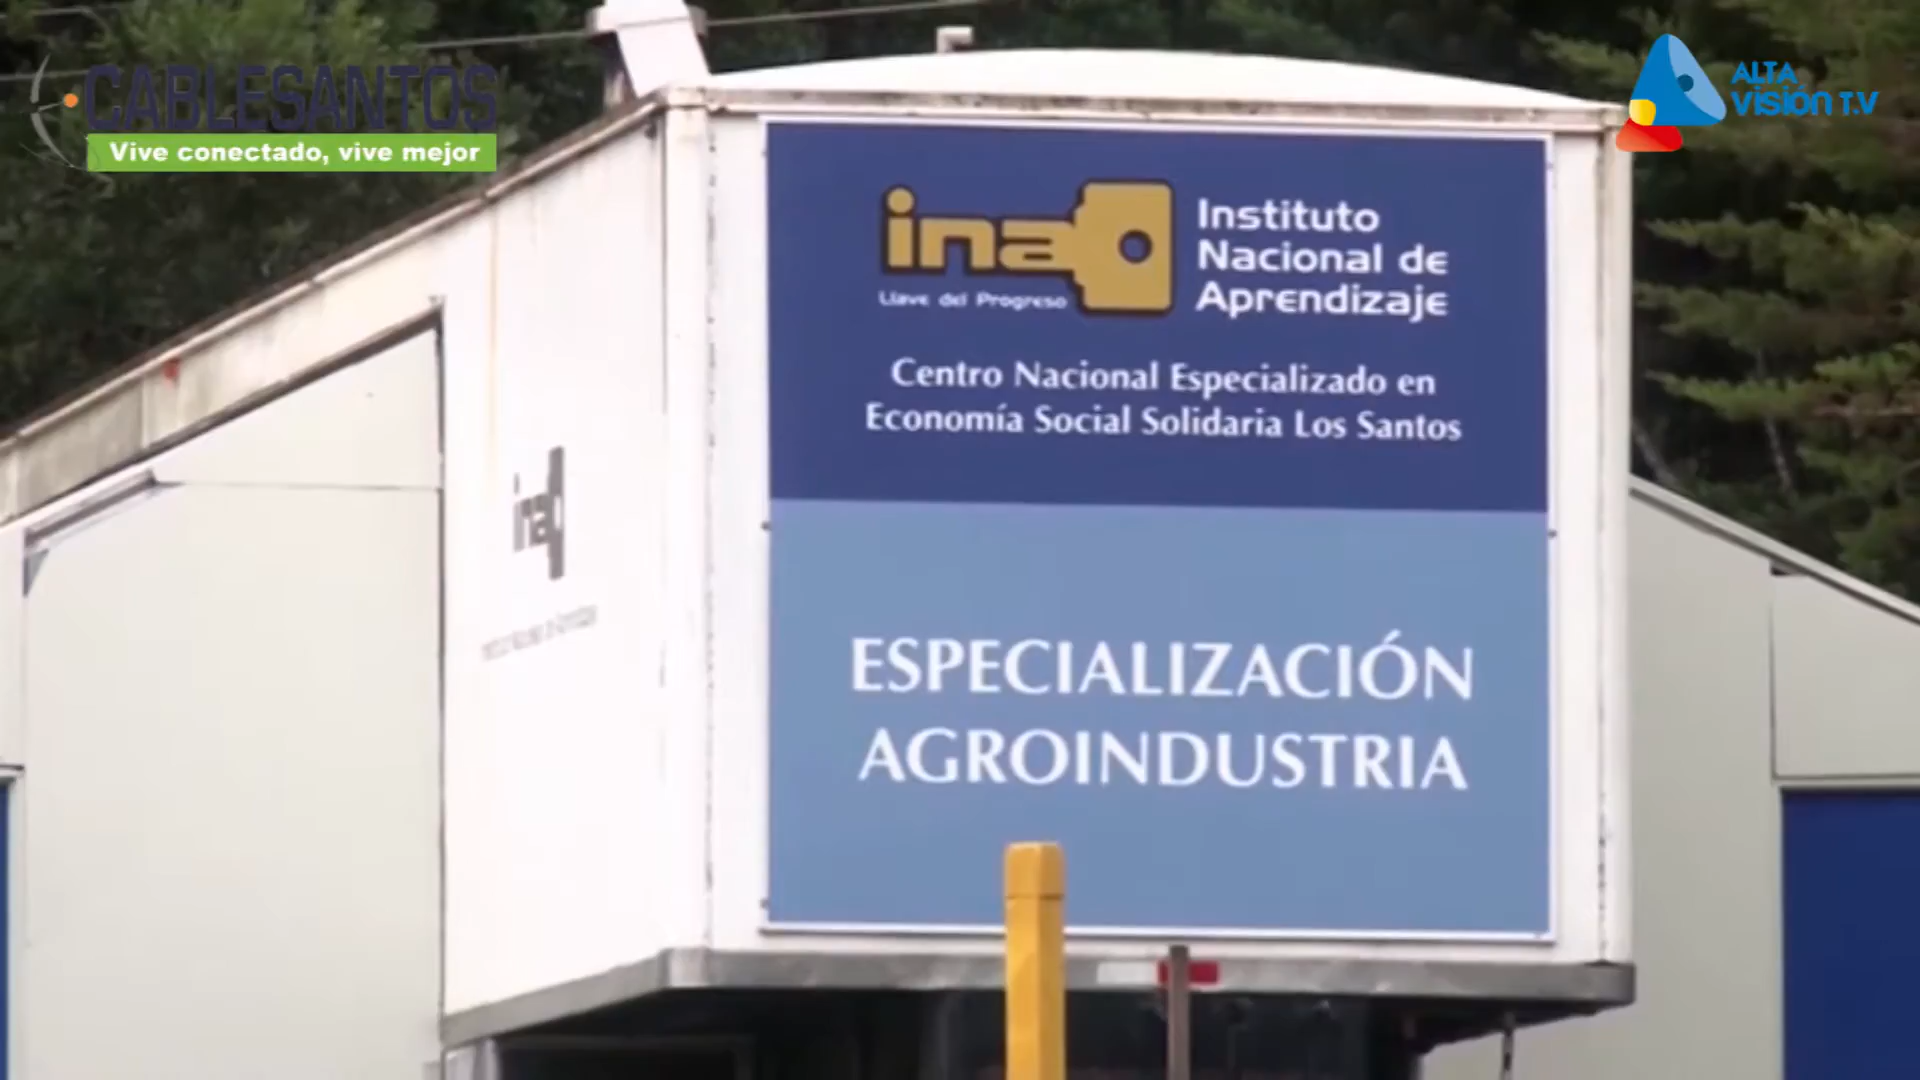 CABLESANTOS
Vive conectado, vive mejor
ALTA
visión T.V
ina
Llave del Progreso
Instituto
Nacional de
Aprendizaje
Centro Nacional Especializado en
Economía Social Solidaria Los Santos
ESPECIALIZACIÓN
AGROINDUSTRIA
ina